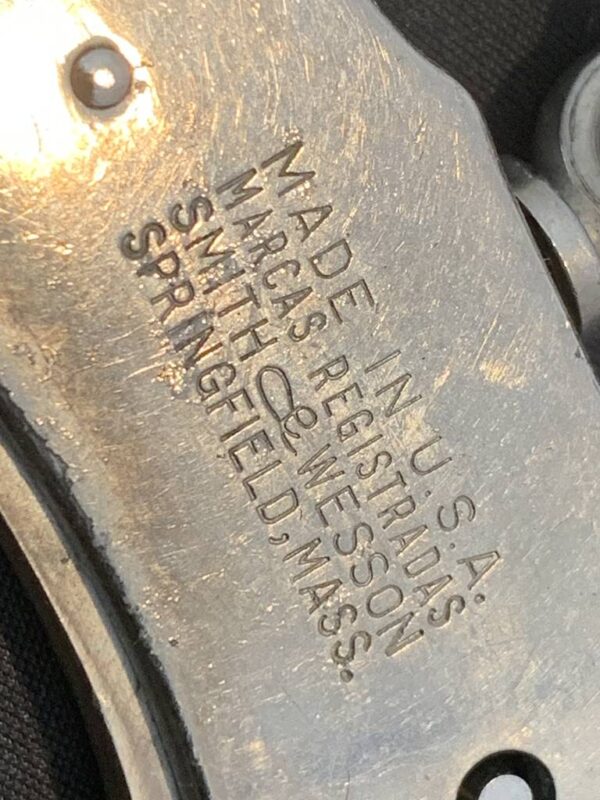 MADE IN U.S.A.
MARCAS REGISTRADAS
SMITH & WESSON
SPRINGFIELD, MASS.